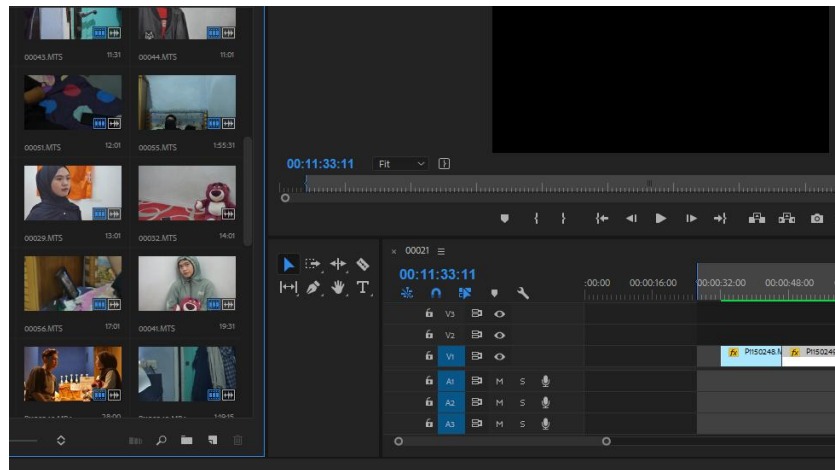 00043.MTS 11:31 00044.MTS 11:01
00051.MTS 12:01 00055.MTS 1:55:31
00:11:33:11 Fit
00029.MTS 13:01 00032.MTS 14:01
× 00021
00:11:33:11
:00:00 00:00:16:00 00:00:32:00 00:00:48:00
00056.MTS 17:01 00041.MTS 19:31
V3
V2
V1 fx P1150248.M fx P1150249
A1 M S
A2 M S
A3 M S
T